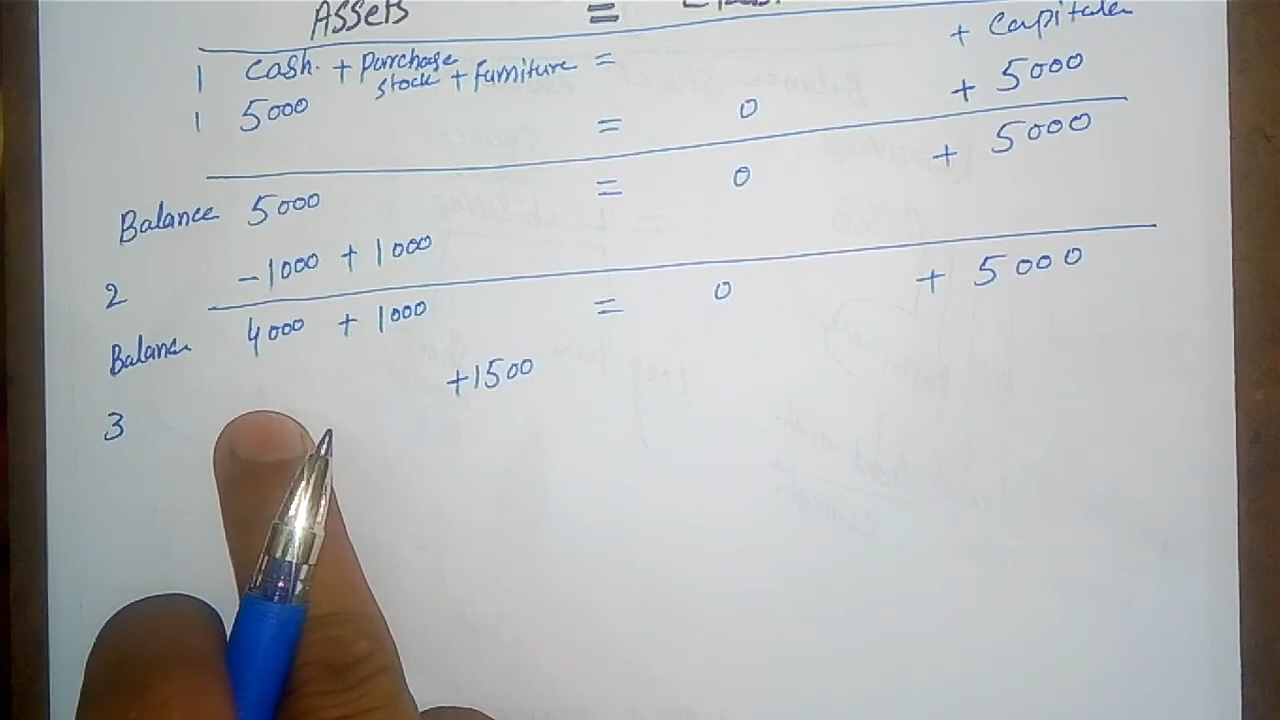 Assets =
1 Cash. + Purchase stock + Furniture = + Capital
1 5000 = 0 + 5000
Balance 5000 = 0 + 5000
2 -1000 + 1000
Balance 4000 + 1000 = 0 + 5000
3 +1500